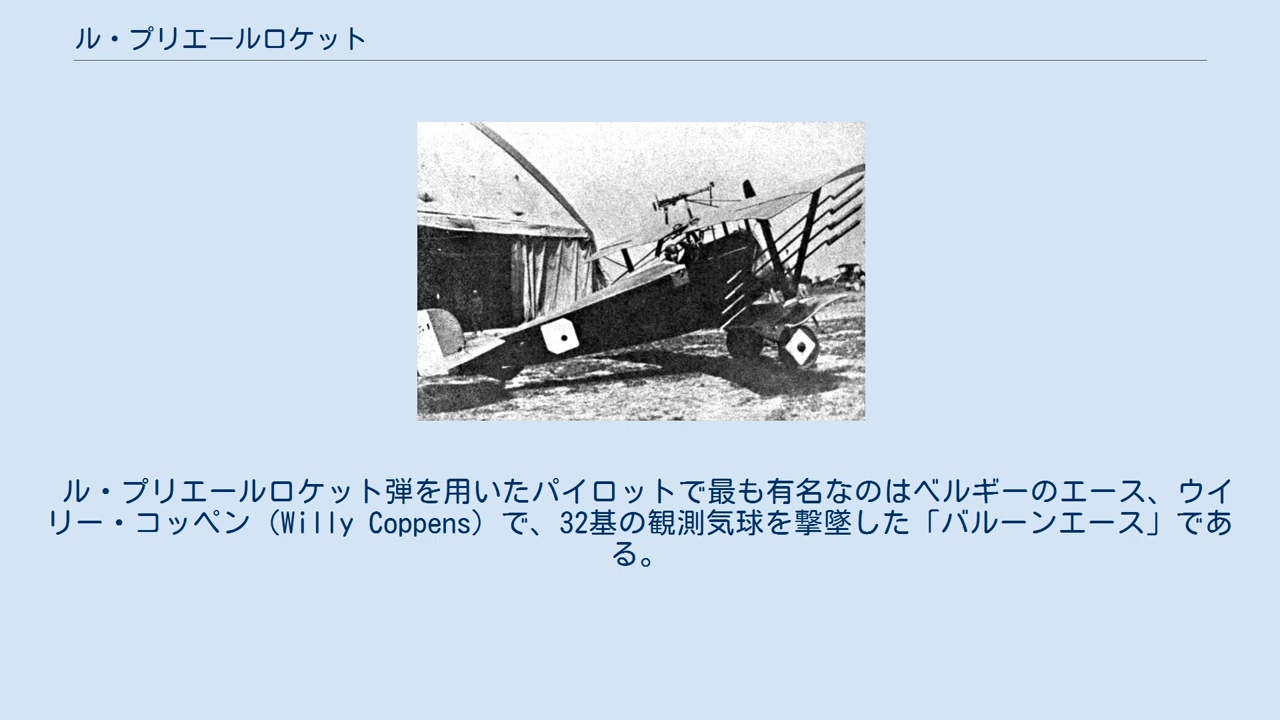 ル・プリエールロケット
ル・プリエールロケット弾を用いたパイロットで最も有名なのはベルギーのエース、ウイ
リー・コッペン（Willy Coppens）で、32基の観測気球を撃墜した「バルーンエース」であ
る。